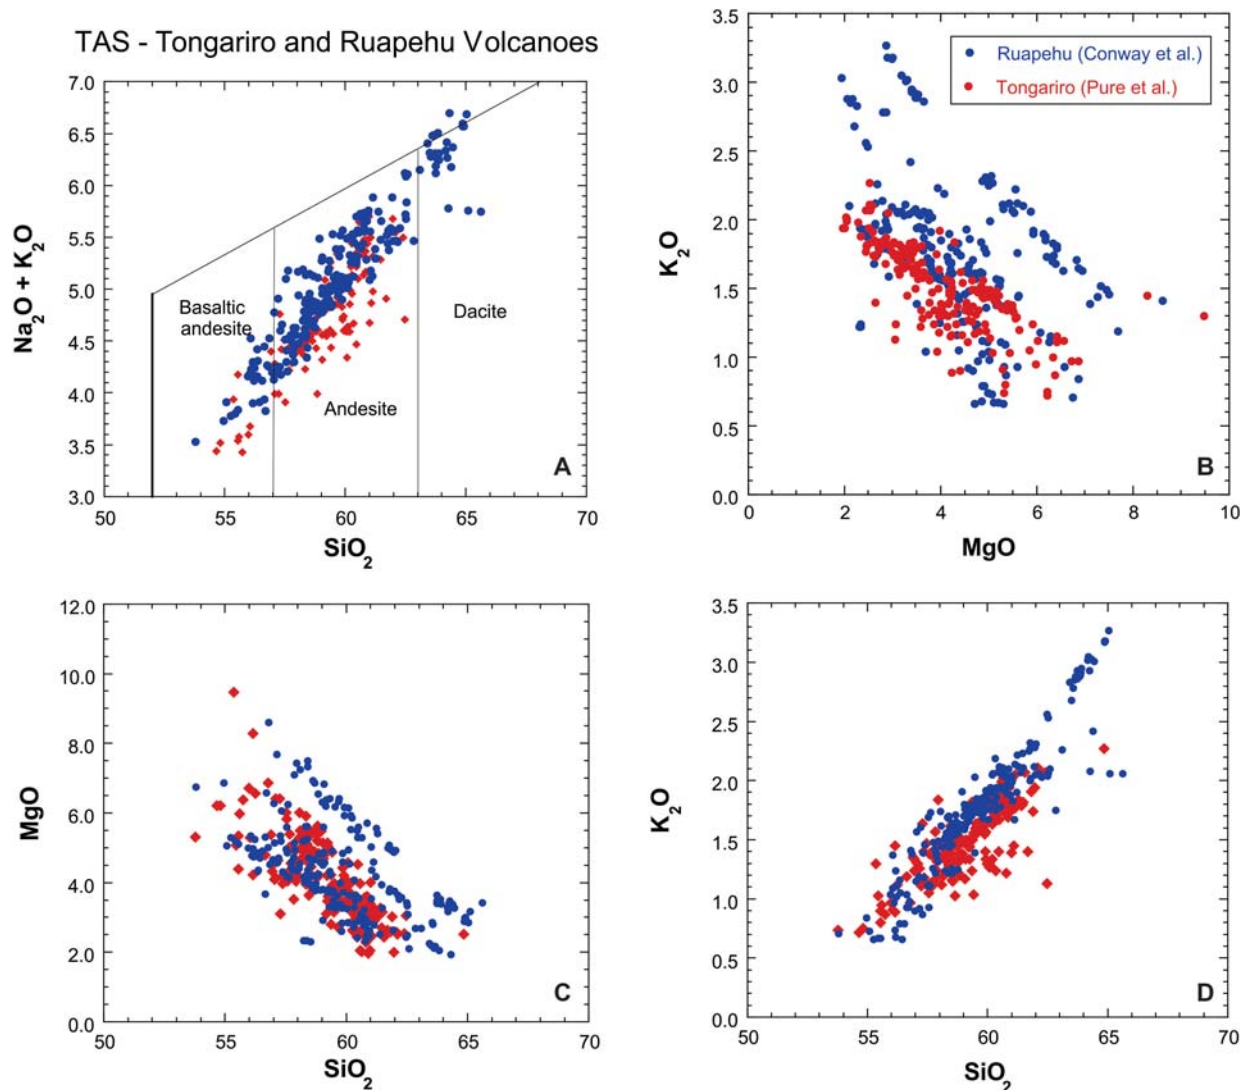 TAS - Tongariro and Ruapehu Volcanoes
7.0
6.5
6.0
5.5
5.0
4.5
4.0
3.5
3.0
Na₂O + K₂O
Basaltic
andesite
Andesite
Dacite
A
50
55
60
65
70
SiO₂
3.5
3.0
2.5
2.0
1.5
1.0
0.5
0.0
K₂O
Ruapehu (Conway et al.)
Tongariro (Pure et al.)
B
0
2
4
6
8
10
MgO
12.0
10.0
8.0
6.0
4.0
2.0
0.0
MgO
C
50
55
60
65
70
SiO₂
3.5
3.0
2.5
2.0
1.5
1.0
0.5
0.0
K₂O
D
50
55
60
65
70
SiO₂